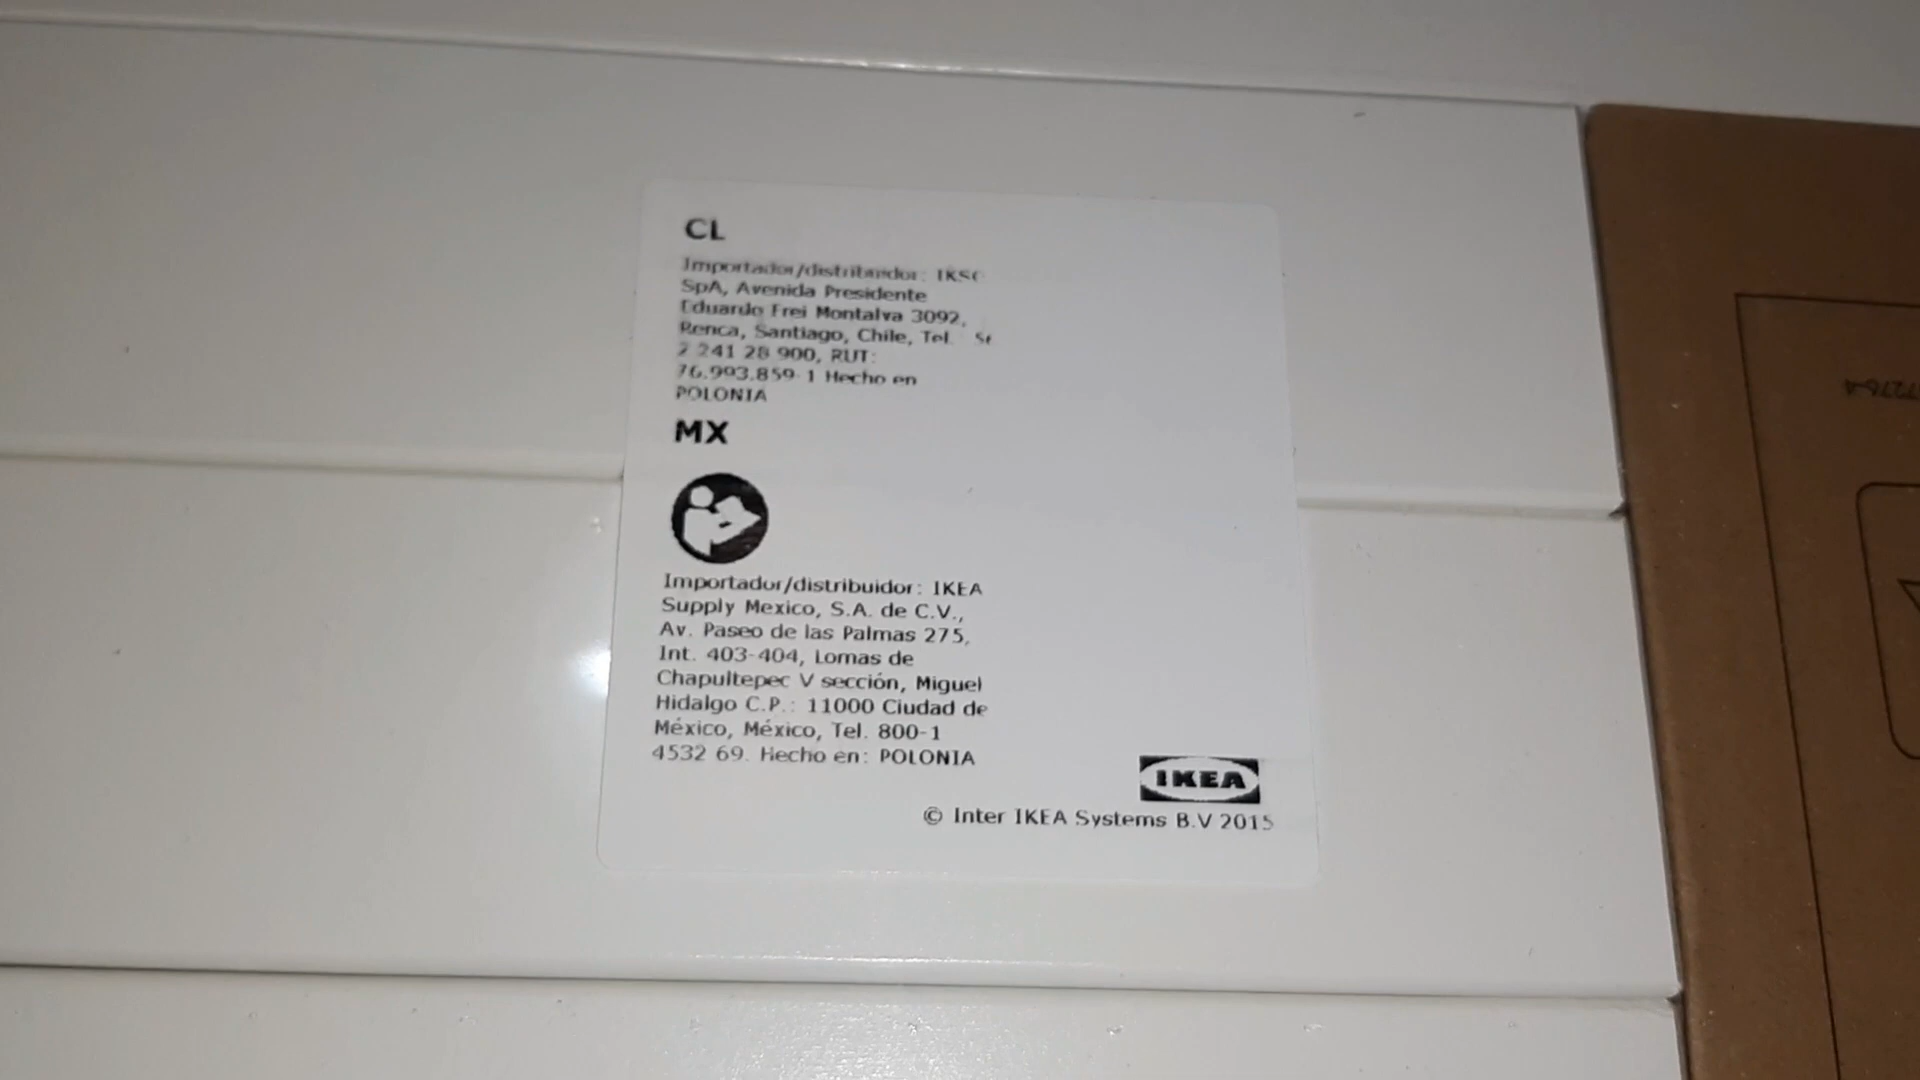 CL
Importador/distribuidor: IKSO
SpA, Avenida Presidente
Eduardo Frei Montalva 3092,
Renca, Santiago, Chile, Tel.
2 241 28 900, RUT:
76.993.859-1 Hecho en
POLONIA
MX
Importador/distribuidor: IKEA
Supply Mexico, S.A. de C.V.,
Av. Paseo de las Palmas 275,
Int. 403-404, Lomas de
Chapultepec V sección, Miguel
Hidalgo C.P.: 11000 Ciudad de
México, México, Tel. 800-1
4532 69. Hecho en: POLONIA
IKEA
© Inter IKEA Systems B.V 2015